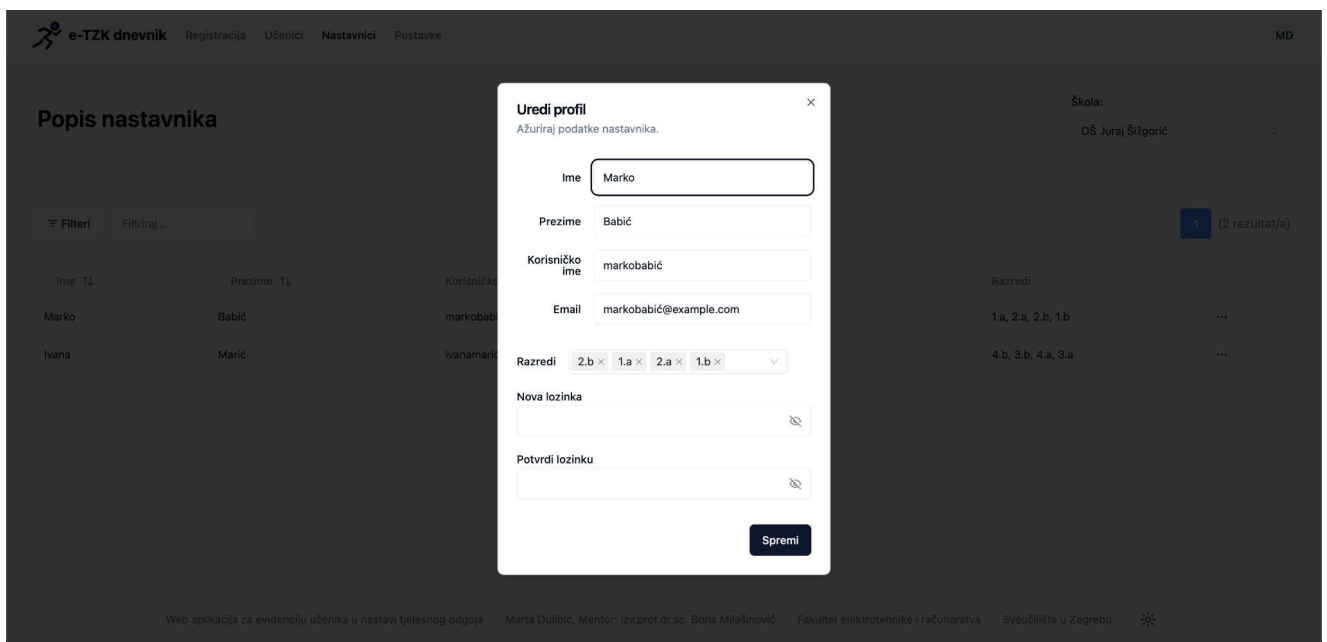 e-TZK dnevnik Registracija Učenici Nastavnici Postavke MD
Popis nastavnika
Škola:
OŠ Juraj Šižgorić
Filteri Filtriraj... 1 (2 rezultat/a)
Ime Prezime Korisničko Razredi
Marko Babić markobabi 1.a, 2.a, 2.b, 1.b ...
Ivana Marić ivanamarić 4.b, 3.b, 4.a, 3.a ...
Uredi profil
Ažuriraj podatke nastavnika.
Ime Marko
Prezime Babić
Korisničko
ime markobabić
Email markobabić@example.com
Razredi 2.b × 1.a × 2.a × 1.b ×
Nova lozinka
Potvrdi lozinku
Spremi
Web aplikacija za evidenciju učenika u nastavi tjelesnog odgoja Marta Dulibić, Mentor: izv.prof.dr.sc. Boris Milašinović Fakultet elektrotehnike i računarstva Sveučilište u Zagrebu